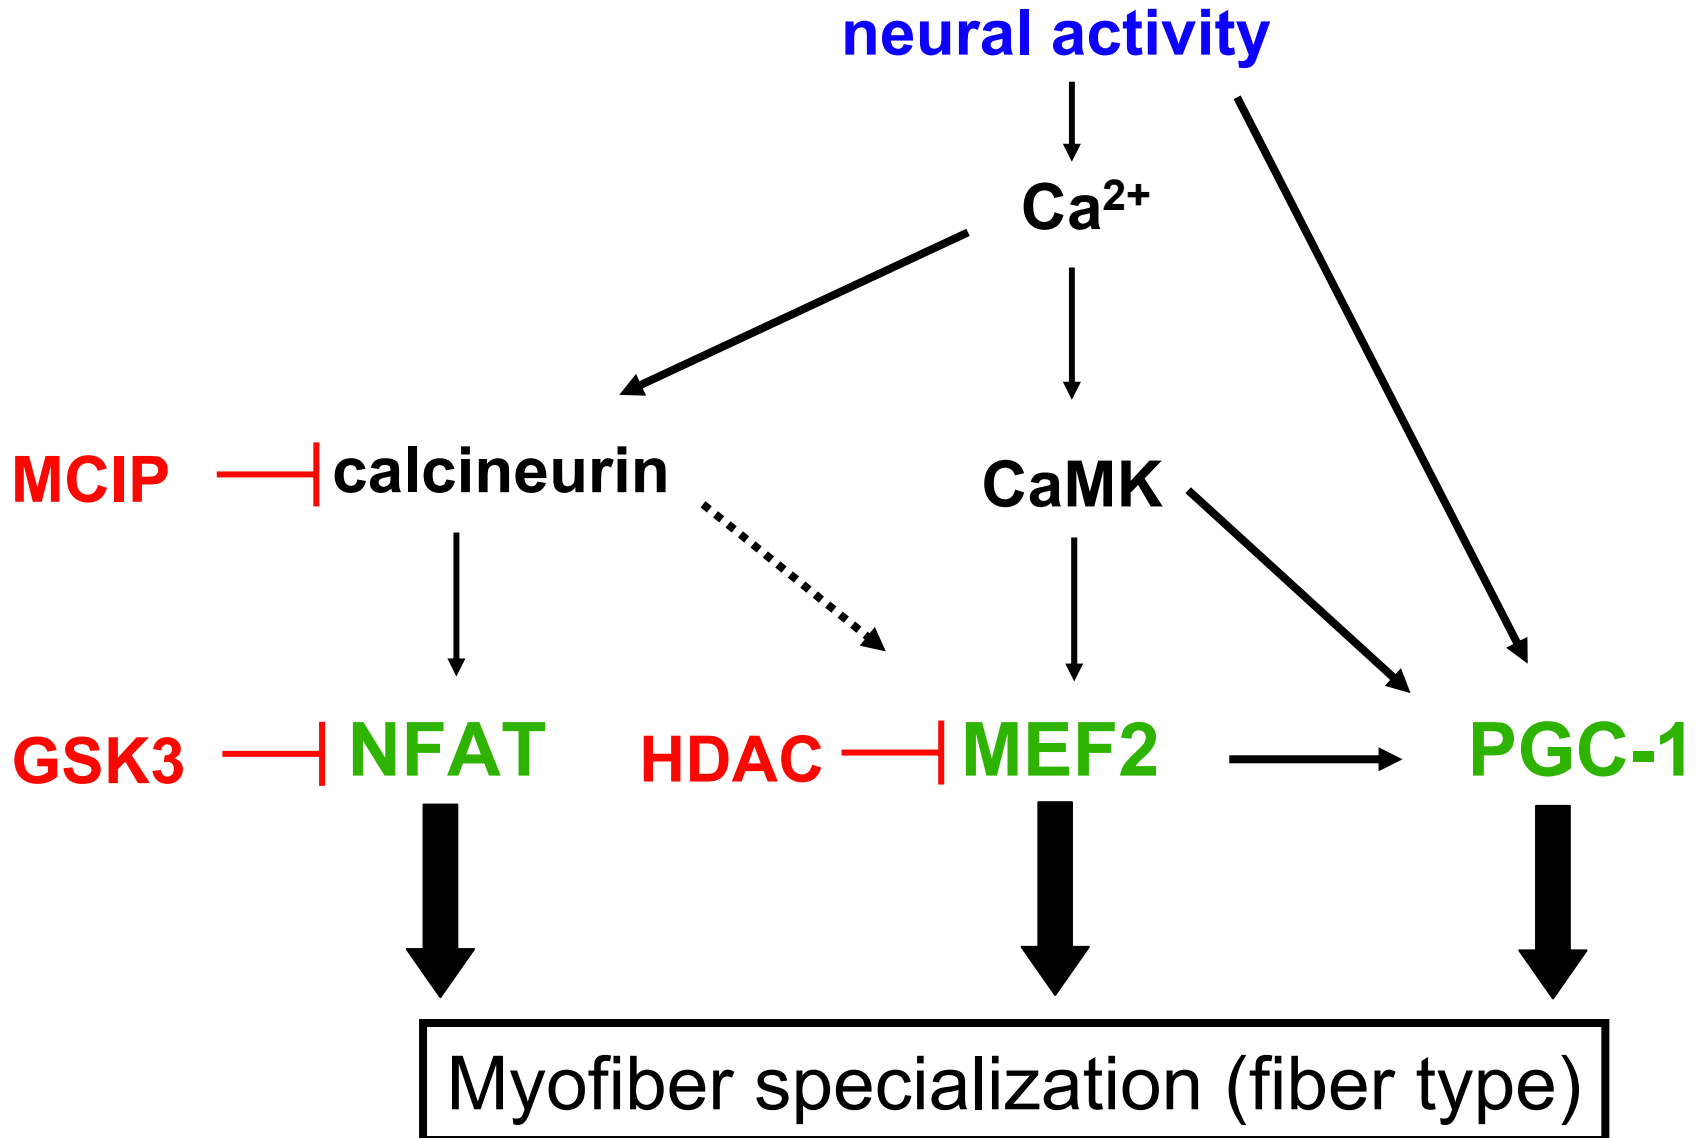 neural activity
Ca²⁺
MCIP
calcineurin
CaMK
GSK3
NFAT
HDAC
MEF2
PGC-1
Myofiber specialization (fiber type)